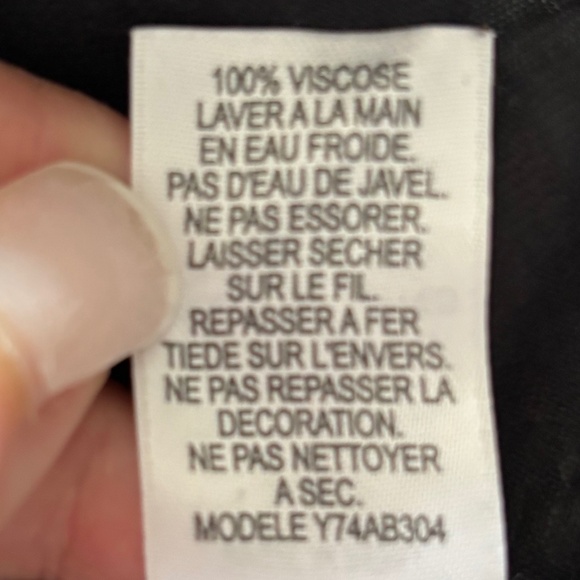 100% VISCOSE
LAVER A LA MAIN
EN EAU FROIDE.
PAS D'EAU DE JAVEL.
NE PAS ESSORER.
LAISSER SECHER
SUR LE FIL.
REPASSER A FER
TIEDE SUR L'ENVERS.
NE PAS REPASSER LA
DECORATION.
NE PAS NETTOYER
A SEC.
MODELE Y74AB304